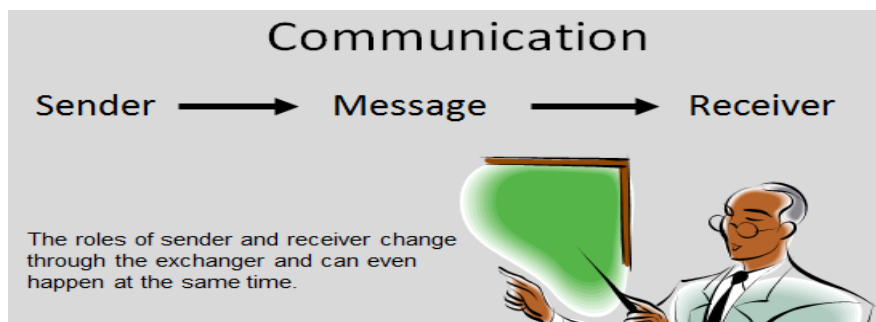 Communication
Sender Message Receiver
The roles of sender and receiver change
through the exchanger and can even
happen at the same time.